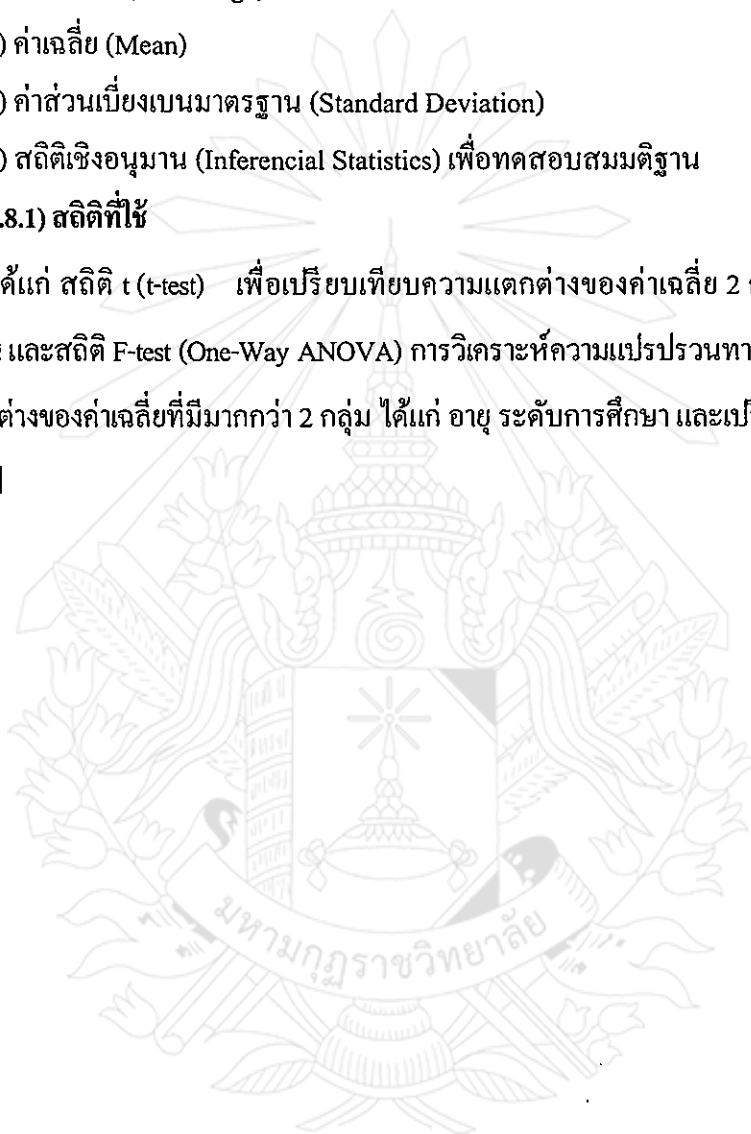 ) ค่าเฉลี่ย (Mean)
) ค่าส่วนเบี่ยงเบนมาตรฐาน (Standard Deviation)
) สถิติเชิงอนุมาน (Inferencial Statistics) เพื่อทดสอบสมมติฐาน
.8.1) สถิติที่ใช้
ด้แก่ สถิติ t (t-test) เพื่อเปรียบเทียบความแตกต่างของค่าเฉลี่ย 2
และสถิติ F-test (One-Way ANOVA) การวิเคราะห์ความแปรปรวนทา
ต่างของค่าเฉลี่ยที่มีมากกว่า 2 กลุ่ม ได้แก่ อายุ ระดับการศึกษา และเปรี
มหามกุฏราชวิทยาลัย